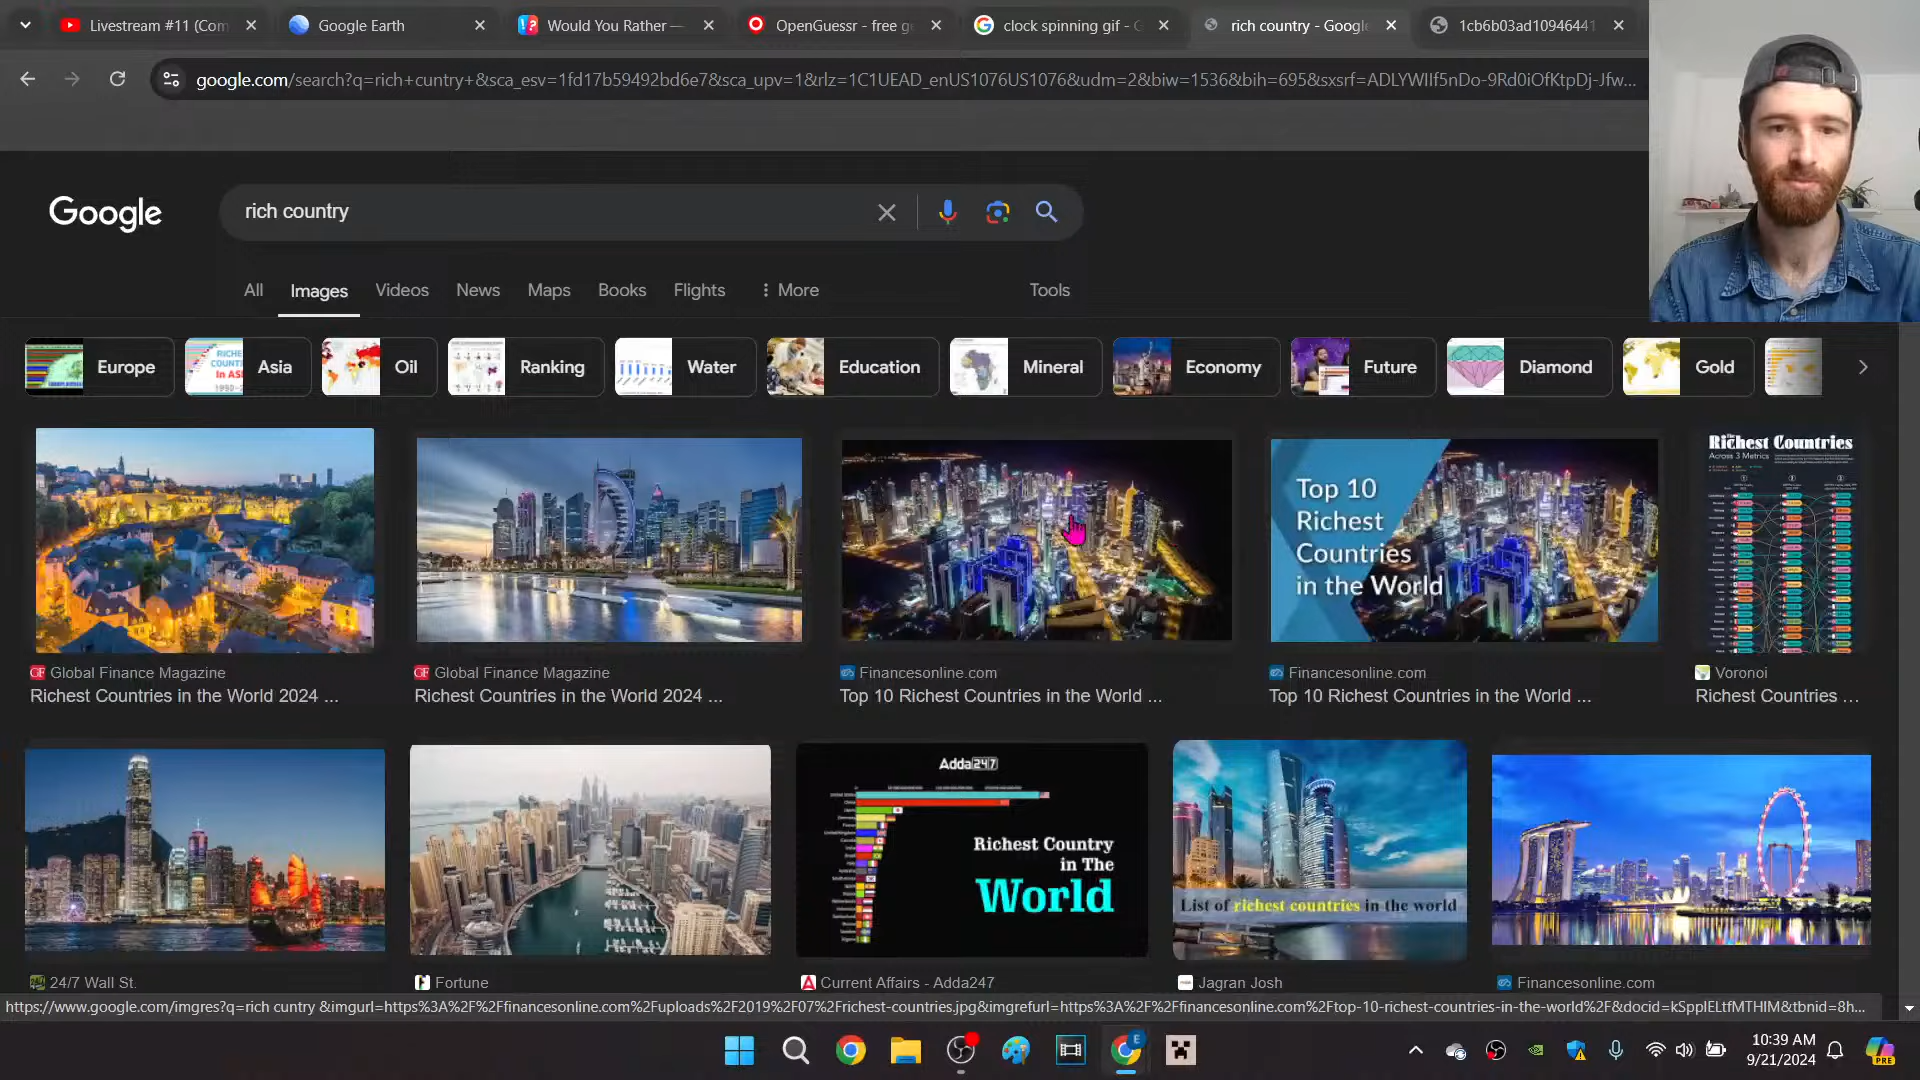 Livestream #11 (Com
Google Earth
Would You Rather —
OpenGuessr - free g
clock spinning gif - G
rich country - Google
1cb6b03ad10946441
google.com/search?q=rich+cuntry+&sca_esv=1fd17b59492bd6e7&sca_upv=1&rlz=1C1UEAD_enUS1076US1076&udm=2&biw=1536&bih=695&sxsrf=ADLYWIIf5nDo-9Rd0iOfKtpDj-Jfw...
Google
rich country
All
Images
Videos
News
Maps
Books
Flights
More
Tools
Europe
Asia
Oil
Ranking
Water
Education
Mineral
Economy
Future
Diamond
Gold
Top 10
Richest
Countries
in the World
Richest Countries
Across 3 Metrics
GF Global Finance Magazine
Richest Countries in the World 2024 ...
GF Global Finance Magazine
Richest Countries in the World 2024 ...
Financesonline.com
Top 10 Richest Countries in the World ...
Financesonline.com
Top 10 Richest Countries in the World ...
Voronoi
Richest Countries ...
Adda247
Richest Country
in The
World
List of richest countries in the world
24/7 Wall St.
Fortune
Current Affairs - Adda247
Jagran Josh
Financesonline.com
https://www.google.com/imgres?q=rich cuntry &imgurl=https%3A%2F%2Ffinancesonline.com%2Fuploads%2F2019%2F07%2Frichest-countries.jpg&imgrefurl=https%3A%2F%2Ffinancesonline.com%2Ftop-10-richest-countries-in-the-world%2F&docid=kSpplELtfMTHIM&tbnid=8h...
E
10:39 AM
9/21/2024
PRE